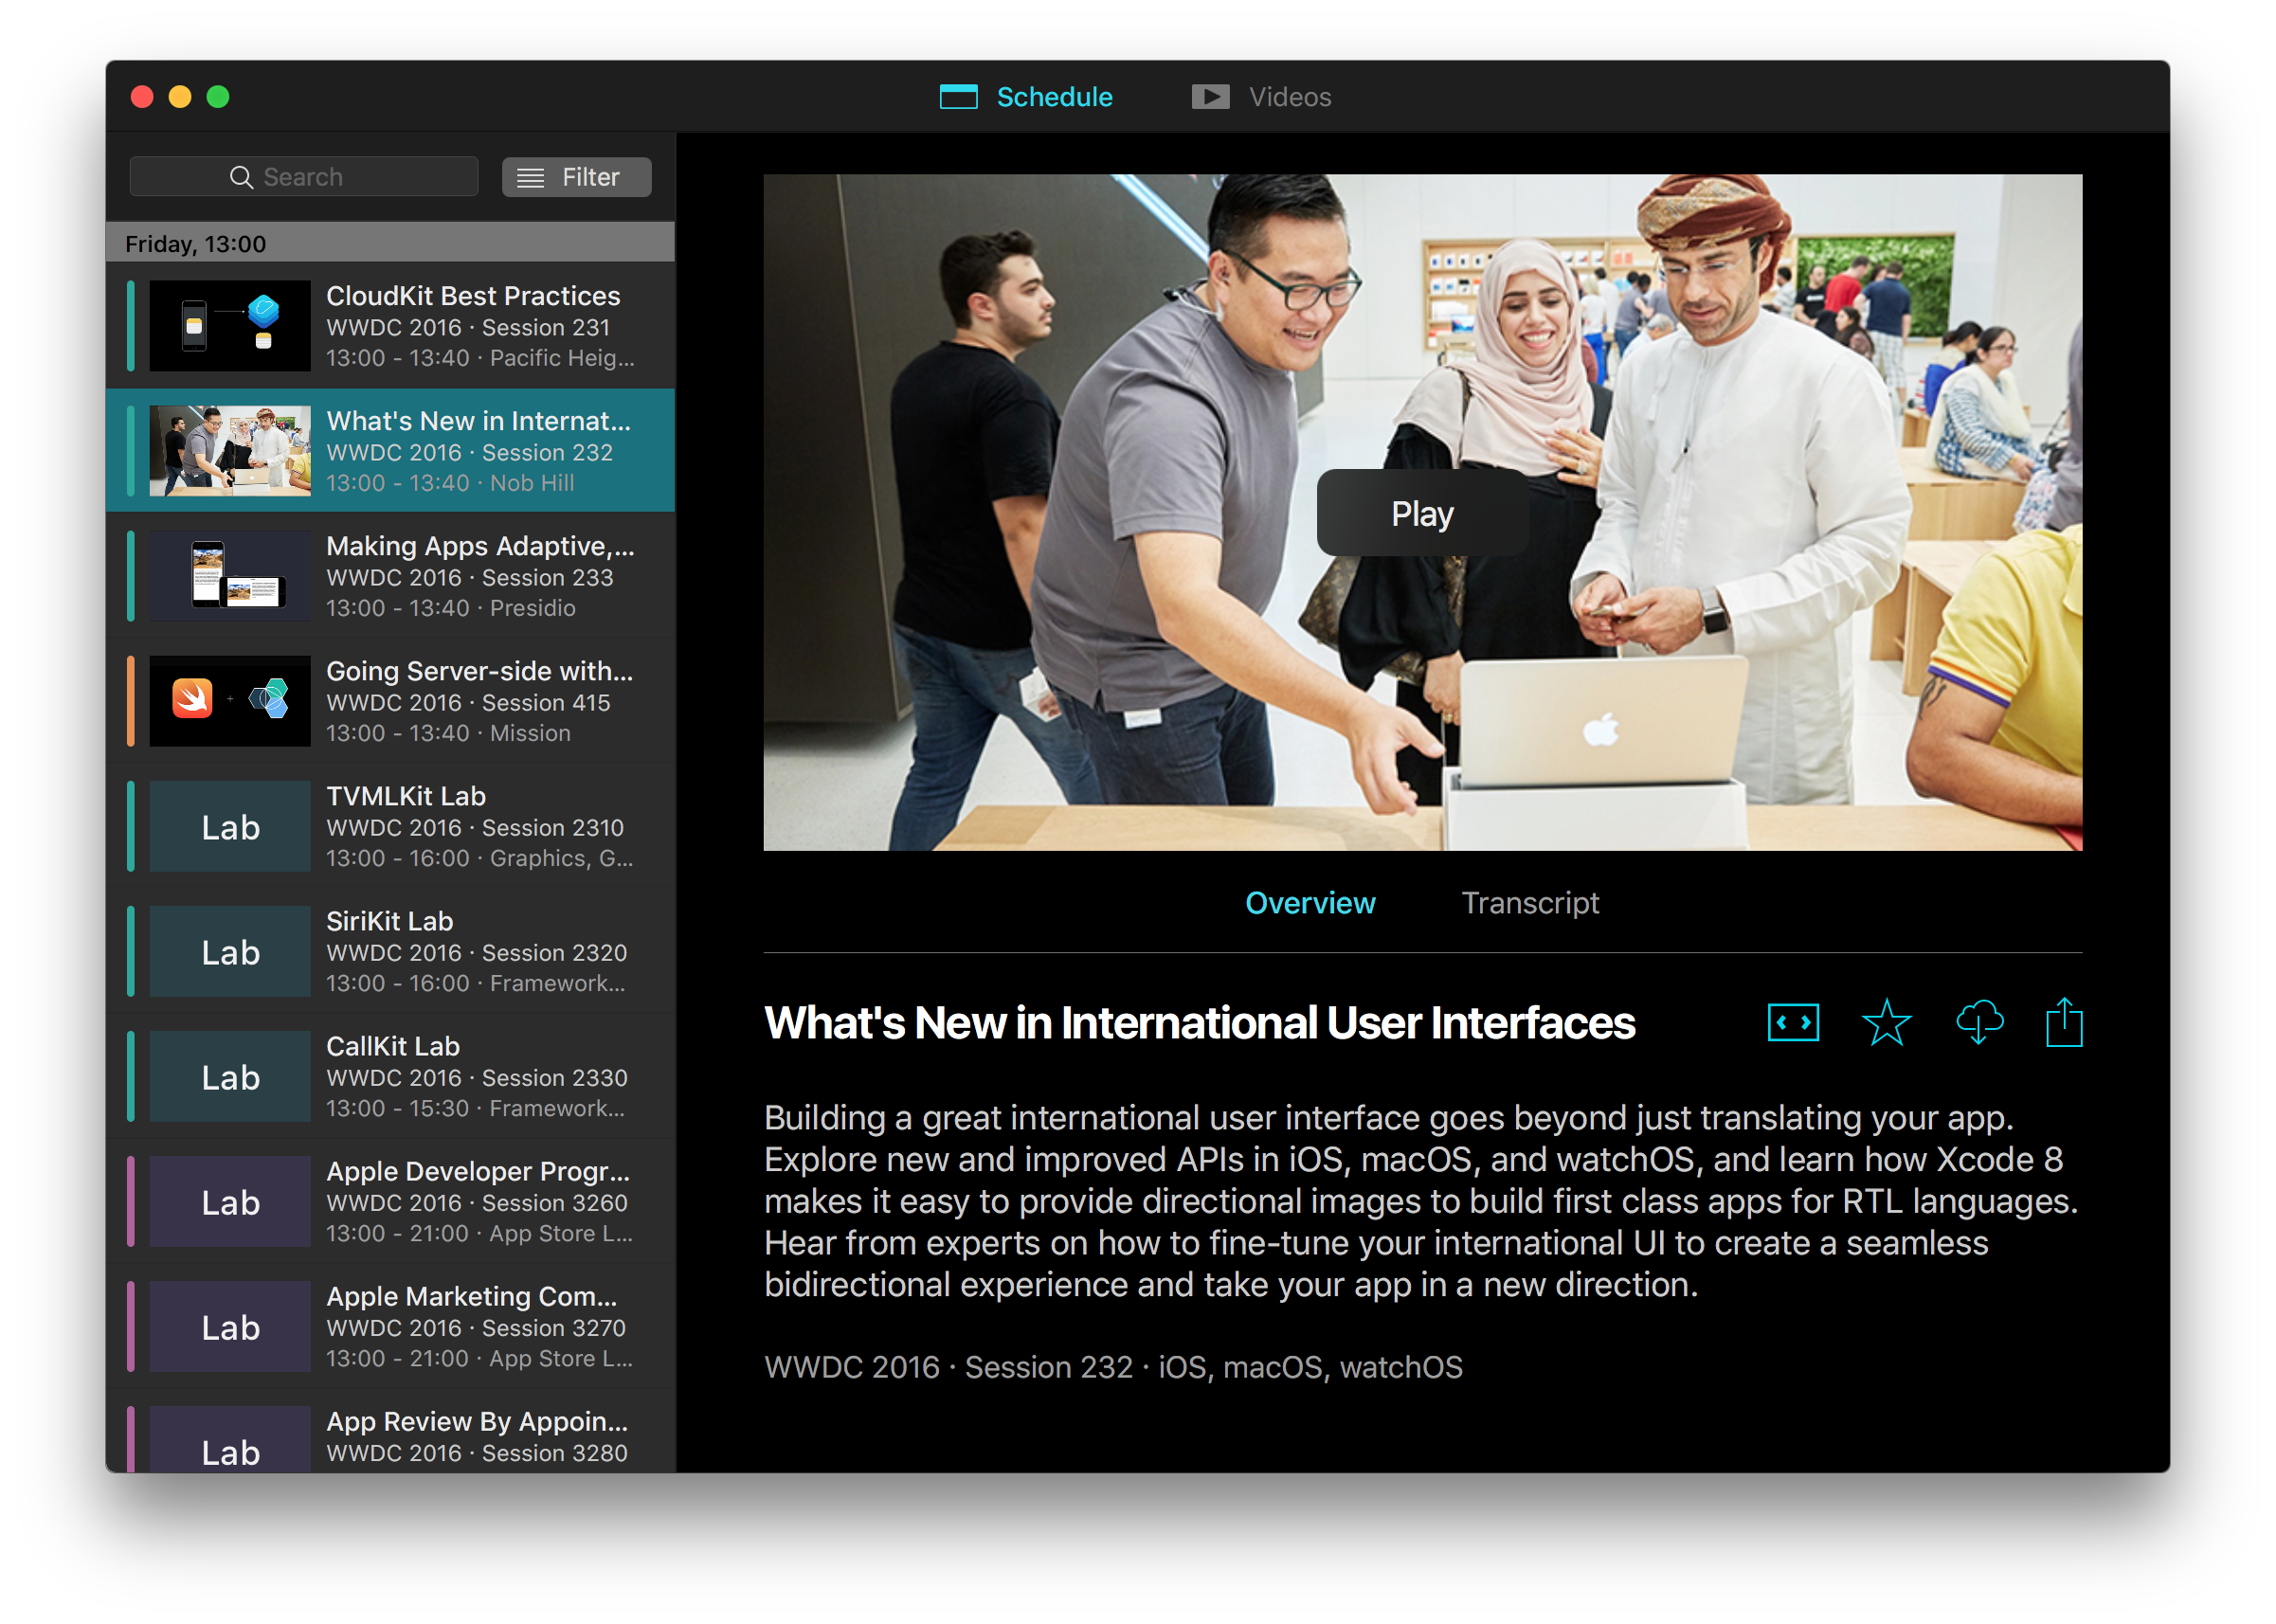 Schedule
Videos
Search
Filter
Friday, 13:00
CloudKit Best Practices
WWDC 2016 · Session 231
13:00 - 13:40 · Pacific Heig...
What's New in Internat...
WWDC 2016 · Session 232
13:00 - 13:40 · Nob Hill
Making Apps Adaptive,...
WWDC 2016 · Session 233
13:00 - 13:40 · Presidio
Going Server-side with...
WWDC 2016 · Session 415
13:00 - 13:40 · Mission
Lab
TVMLKit Lab
WWDC 2016 · Session 2310
13:00 - 16:00 · Graphics, G...
Lab
SiriKit Lab
WWDC 2016 · Session 2320
13:00 - 16:00 · Framework...
Lab
CallKit Lab
WWDC 2016 · Session 2330
13:00 - 15:30 · Framework...
Lab
Apple Developer Progr...
WWDC 2016 · Session 3260
13:00 - 21:00 · App Store L...
Lab
Apple Marketing Com...
WWDC 2016 · Session 3270
13:00 - 21:00 · App Store L...
Lab
App Review By Appoin...
WWDC 2016 · Session 3280
Play
Overview
Transcript
What's New in International User Interfaces
Building a great international user interface goes beyond just translating your app.
Explore new and improved APIs in iOS, macOS, and watchOS, and learn how Xcode 8
makes it easy to provide directional images to build first class apps for RTL languages.
Hear from experts on how to fine-tune your international UI to create a seamless
bidirectional experience and take your app in a new direction.
WWDC 2016 · Session 232 · iOS, macOS, watchOS